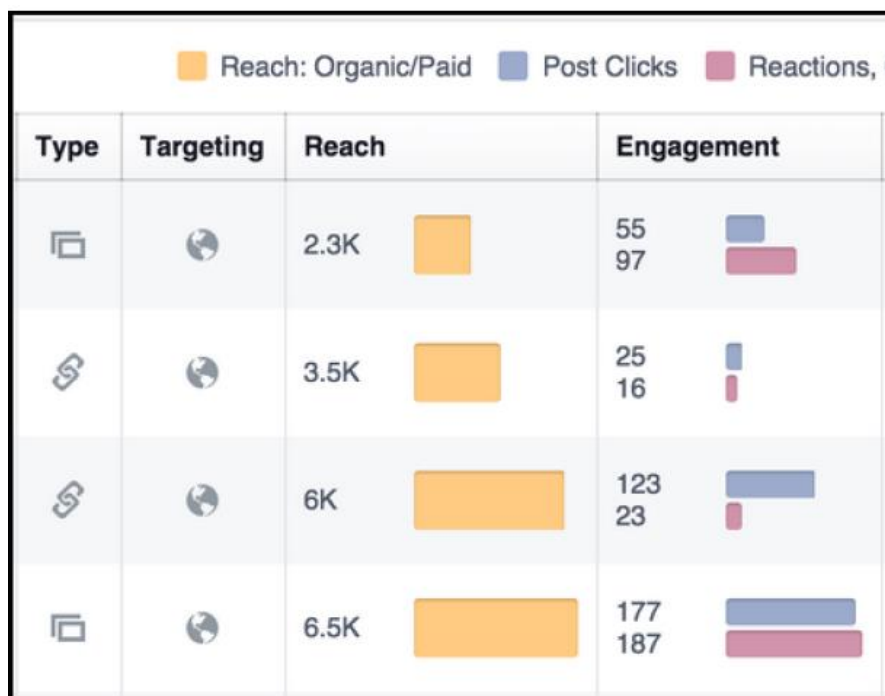 Reach: Organic/Paid Post Clicks Reactions,
Type Targeting Reach Engagement
2.3K 55
97
3.5K 25
16
6K 123
23
6.5K 177
187